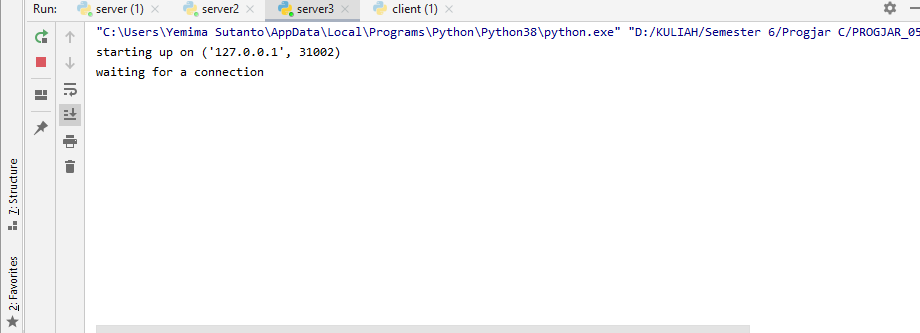 Run: server (1) server2 server3 client (1)
"C:\Users\Yemima Sutanto\AppData\Local\Programs\Python\Python38\python.exe" "D:/KULIAH/Semester 6/Progjar C/PROGJAR_05
starting up on ('127.0.0.1', 31002)
waiting for a connection
7: Structure
2: Favorites